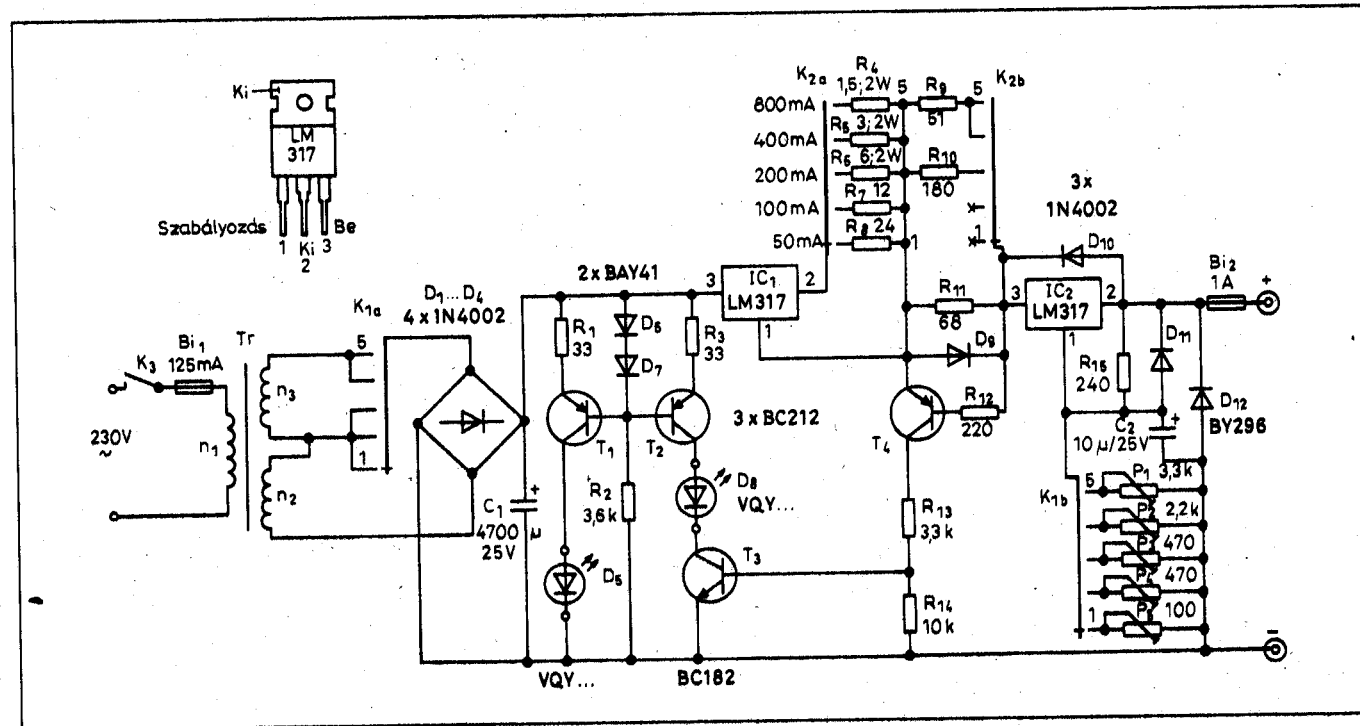 Ki
LM
317
Szabályozás
1
Ki
2
3
Be
K₃
Bi₁
125mA
Tr
230V
~
n₁
n₃
n₂
K₁ₐ
5
1
D₁...D₄
4x1N4002
C₁
4700
μ
25V
+
2xBAY41
R₁
33
D₆
D₇
R₃
33
T₁
T₂
3xBC212
R₂
3,6k
D₅
VQY...
D₈
VQY...
T₃
BC182
3
IC₁
LM317
2
1
K₂ₐ
800mA
400mA
200mA
100mA
50mA
R₄
1,5;2W
R₅ 3;2W
R₆ 6;2W
R₇ 12
R₈ 24
5
1
R₉
51
R₁₀
180
5
K₂b
x
x
1
R₁₁
68
D₉
R₁₂
220
T₄
R₁₃
3,3k
R₁₄
10k
3x
1N4002
D₁₀
3
IC₂
LM317
2
1
Bi₂
1A
+
R₁₅
240
D₁₁
D₁₂
BY296
C₂
10μ/25V
+
K₁b
5
1
P₁ 3,3k
P₂ 2,2k
P₃ 470
P₄ 470
P₅ 100
−